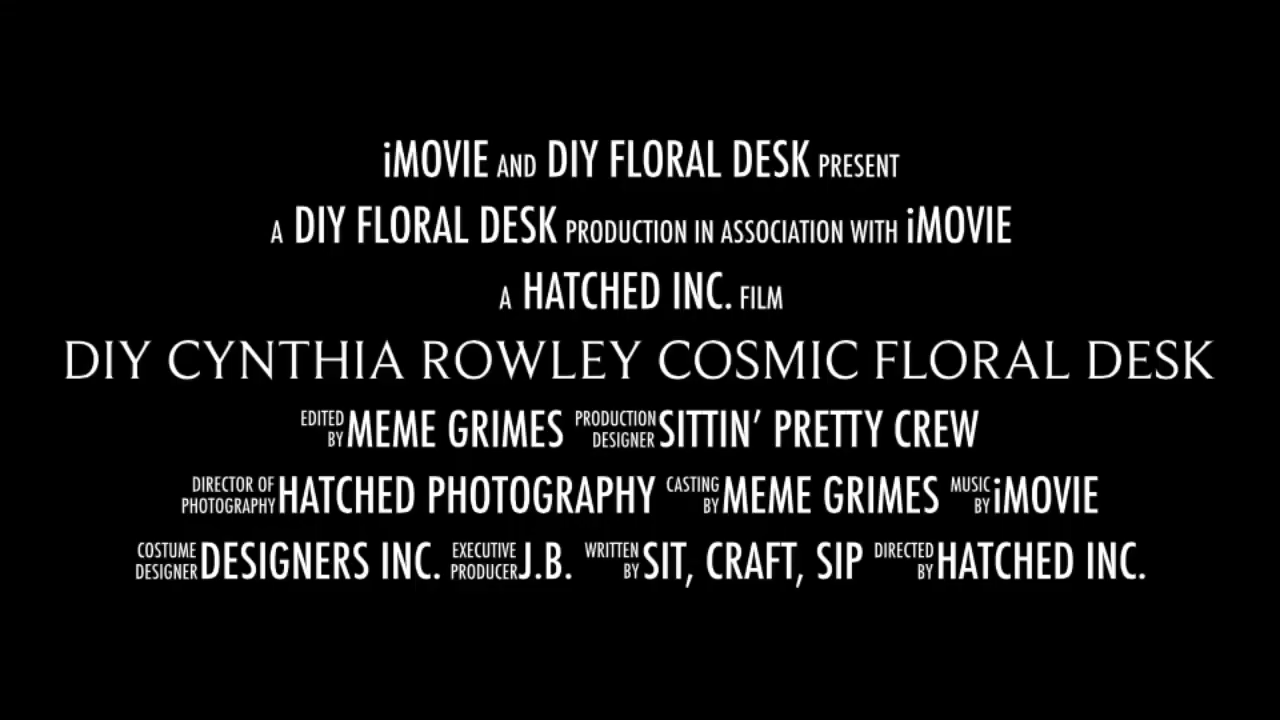 iMOVIE AND DIY FLORAL DESK PRESENT
A DIY FLORAL DESK PRODUCTION IN ASSOCIATION WITH iMOVIE
A HATCHED INC. FILM
DIY CYNTHIA ROWLEY COSMIC FLORAL DESK
EDITED BY MEME GRIMES PRODUCTION DESIGNER SITTIN’ PRETTY CREW
DIRECTOR OF PHOTOGRAPHY HATCHED PHOTOGRAPHY CASTING BY MEME GRIMES MUSIC BY iMOVIE
COSTUME DESIGNER DESIGNERS INC. EXECUTIVE PRODUCER J.B. WRITTEN BY SIT, CRAFT, SIP DIRECTED BY HATCHED INC.